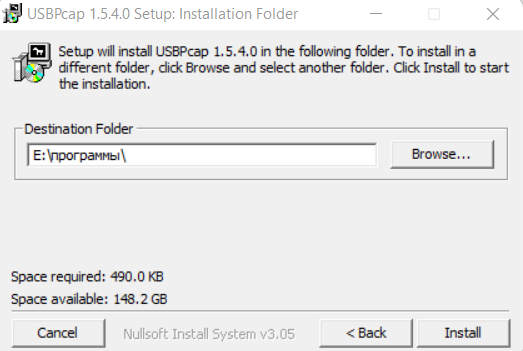 USBPcap 1.5.4.0 Setup: Installation Folder
Setup will install USBPcap 1.5.4.0 in the following folder. To install in a
different folder, click Browse and select another folder. Click Install to start
the installation.
Destination Folder
E:\программы\
Browse...
Space required: 490.0 KB
Space available: 148.2 GB
Cancel
Nullsoft Install System v3.05
< Back
Install